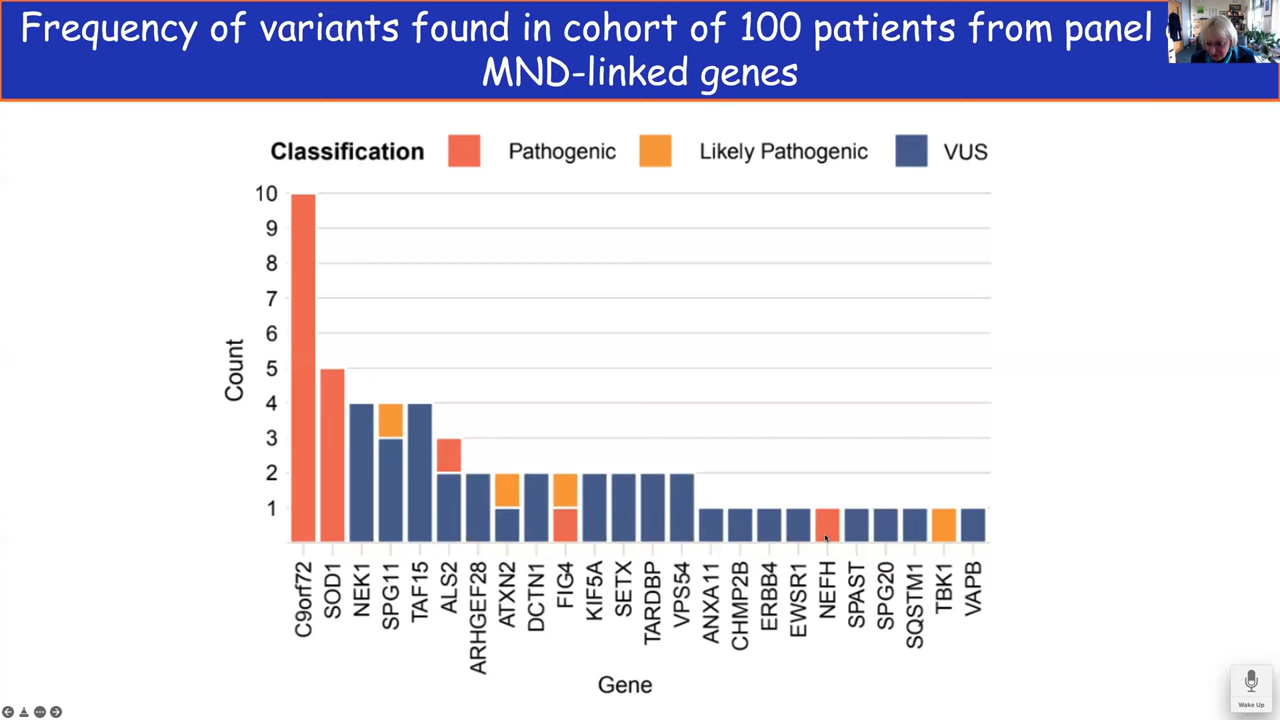 Frequency of variants found in cohort of 100 patients from panel
MND-linked genes
Classification Pathogenic Likely Pathogenic VUS
10
9
8
7
6
5
4
3
2
1
Count
C9orf72
SOD1
NEK1
SPG11
TAF15
ALS2
ARHGEF28
ATXN2
DCTN1
FIG4
KIF5A
SETX
TARDBP
VPS54
ANXA11
CHMP2B
ERBB4
EWSR1
NEFH
SPAST
SPG20
SQSTM1
TBK1
VAPB
Gene
Wake Up